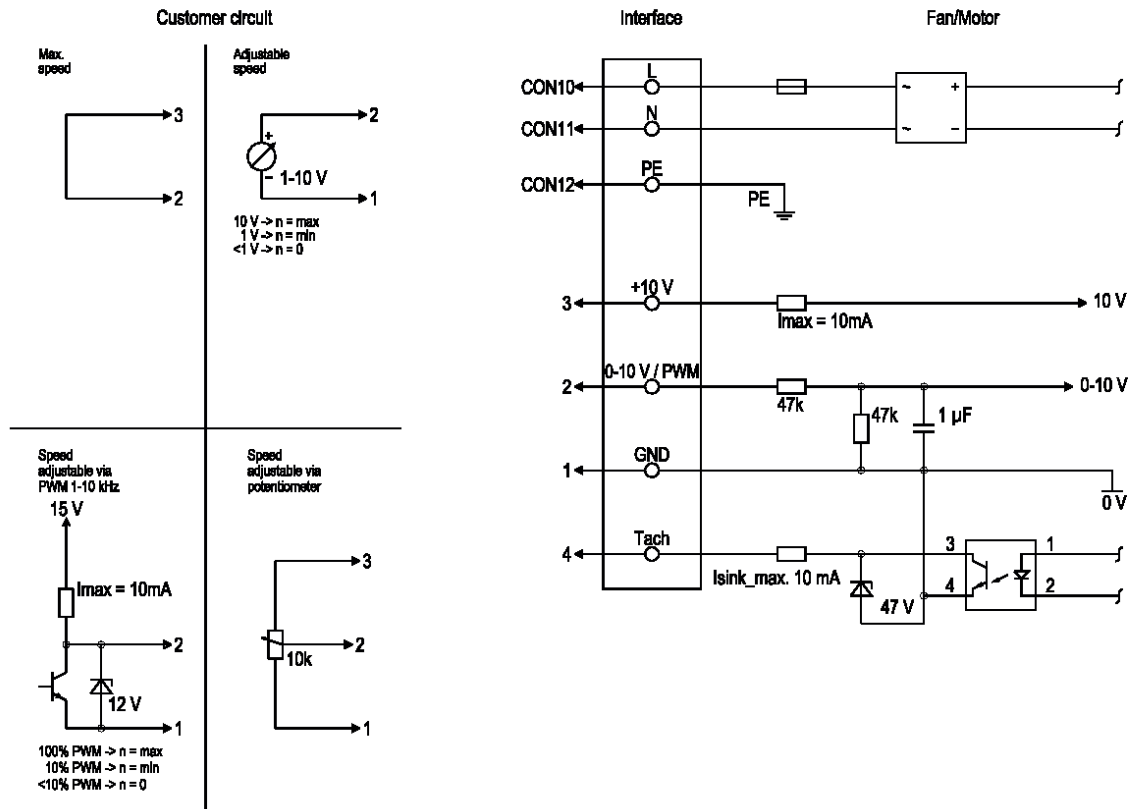 Customer circuit
Interface
Fan/Motor
Max.
speed
3
2
Adjustable
speed
2
+
– 1-10 V
1
10 V -> n = max
1 V -> n = min
<1 V -> n = 0
Speed
adjustable via
PWM 1-10 kHz
15 V
Imax = 10mA
2
12 V
1
100% PWM -> n = max
10% PWM -> n = min
<10% PWM -> n = 0
Speed
adjustable via
potentiometer
3
2
10k
1
CON10
L
~ +
CON11
N
~ –
CON12
PE
PE
3
+10 V
10 V
Imax = 10mA
2
0-10 V / PWM
0-10 V
47k
47k
1 µF
1
GND
0 V
4
Tach
3
1
Isink_max. 10 mA
4
2
47 V